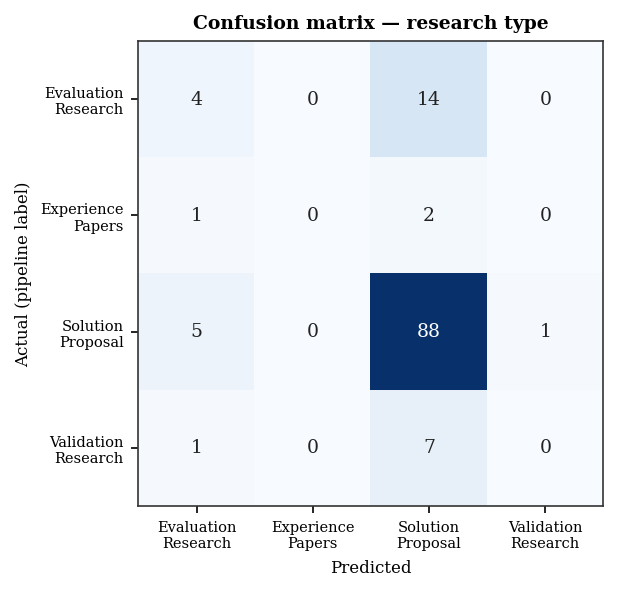 Confusion matrix — research type
Actual (pipeline label)
Evaluation
Research
4 0 14 0
Experience
Papers
1 0 2 0
Solution
Proposal
5 0 88 1
Validation
Research
1 0 7 0
Evaluation Experience Solution Validation
Research Papers Proposal Research
Predicted